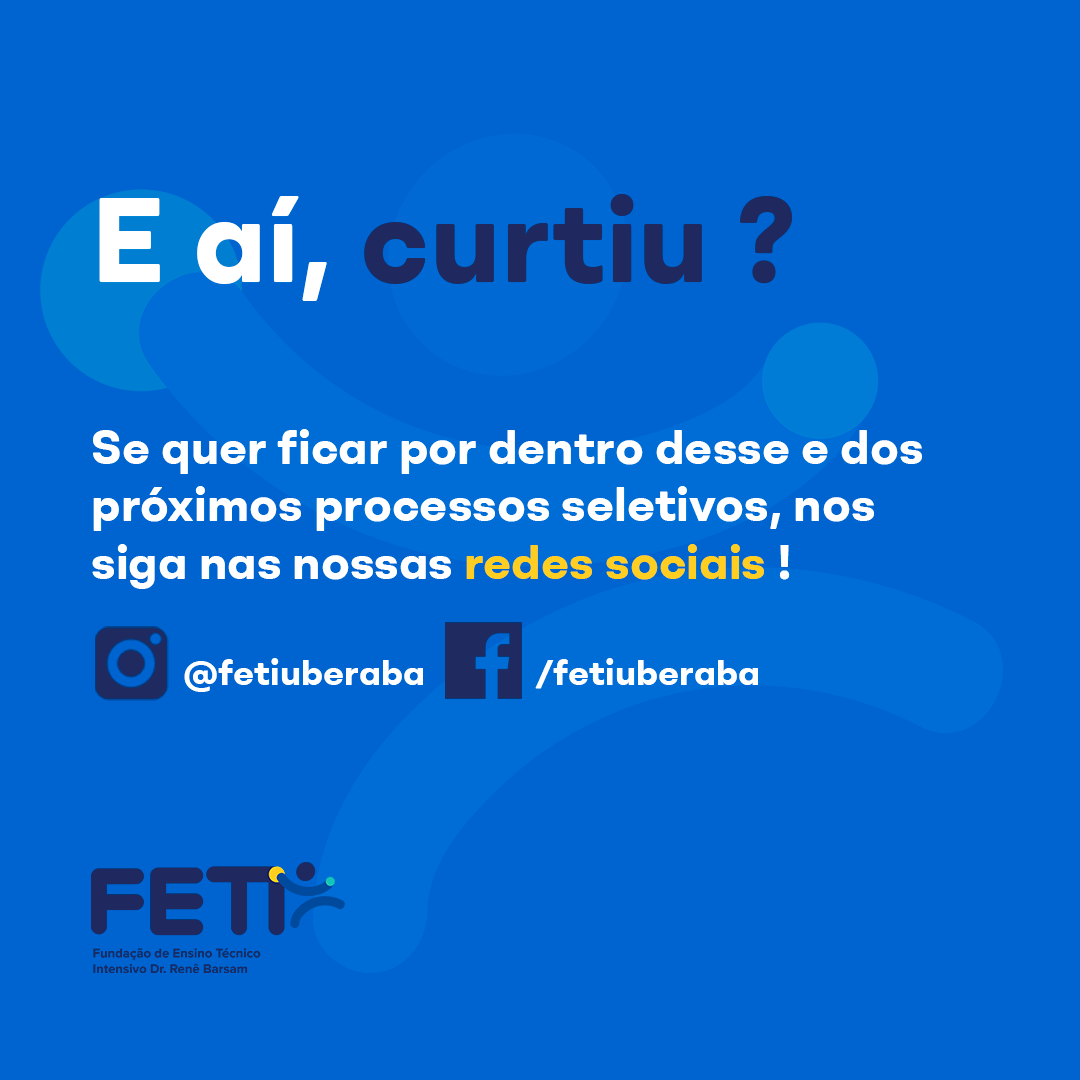 E aí, curtiu ?
Se quer ficar por dentro desse e dos
próximos processos seletivos, nos
siga nas nossas redes sociais !
@fetiuberaba /fetiuberaba
FETI
Fundação de Ensino Técnico
Intensivo Dr. Renê Barsam